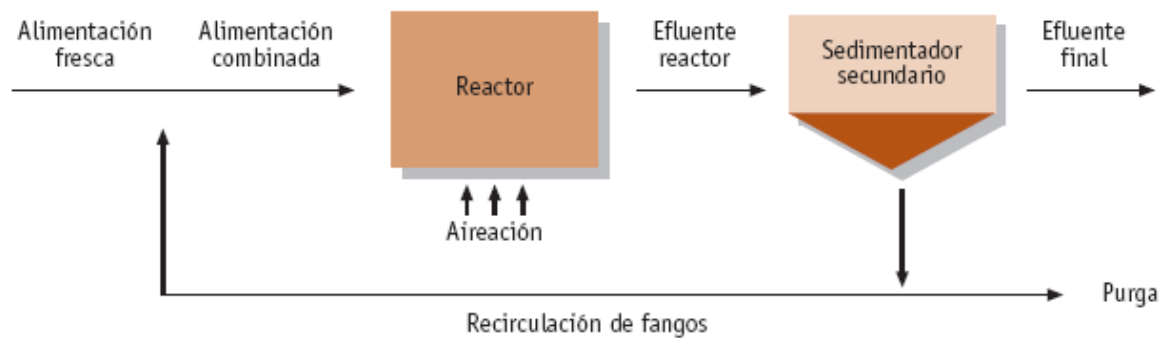 Alimentación
fresca
Alimentación
combinada
Reactor
Efluente
reactor
Sedimentador
secundario
Efluente
final
Aireación
Purga
Recirculación de fangos